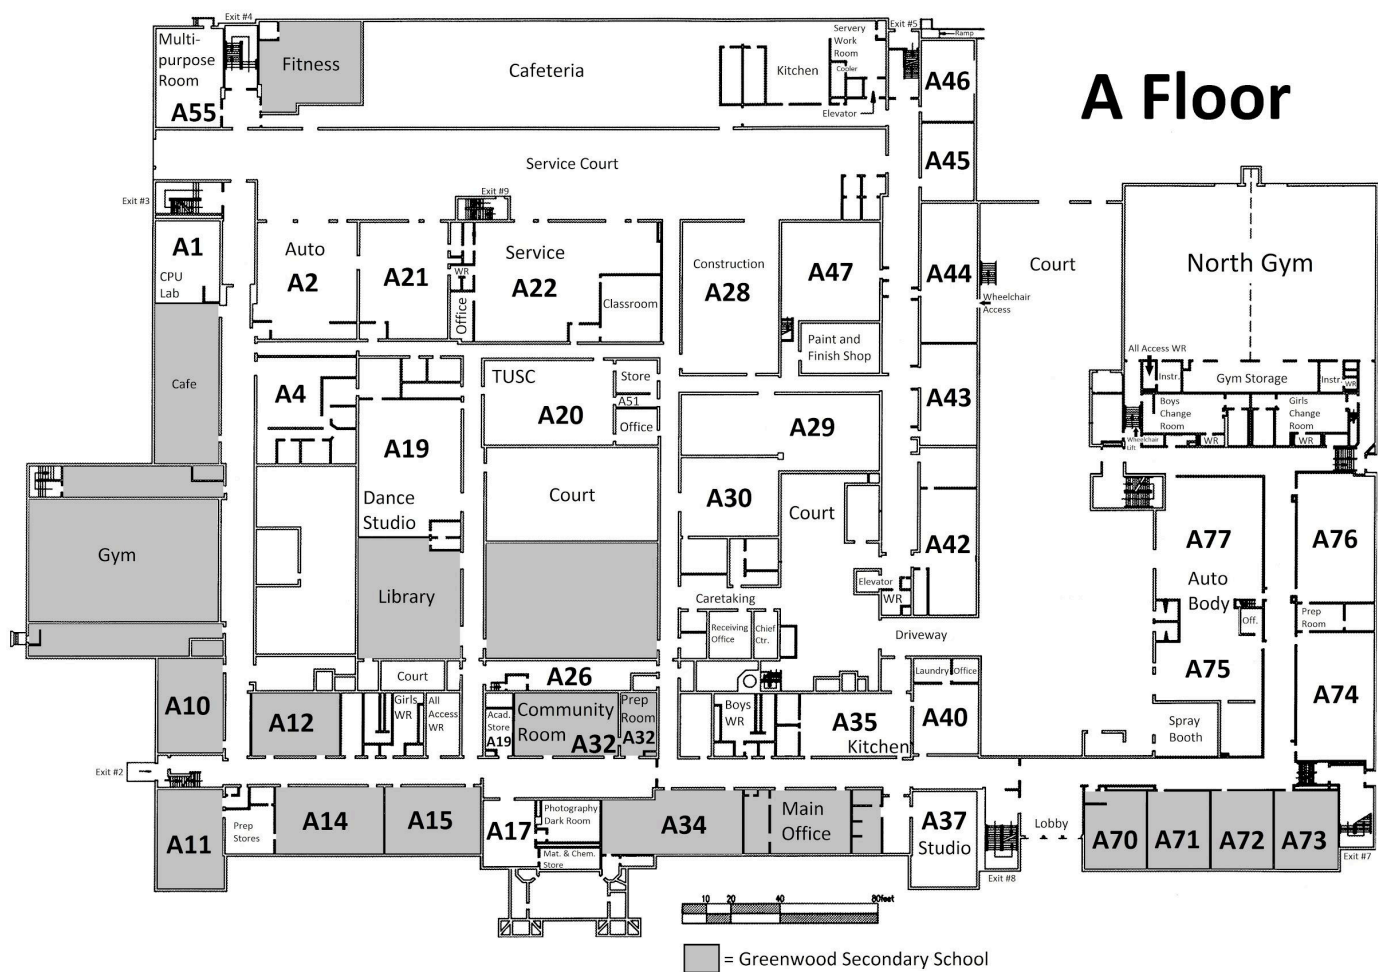 Exit #4
Exit #5
Ramp
Multi-
purpose
Room
A55
Fitness
Cafeteria
Kitchen
Servery
Work
Room
Cooler
Elevator
A46
A Floor
A45
Service Court
Exit #3
Exit #9
A1
CPU
Lab
Auto
A2
A21
WR
Office
Service
A22
Classroom
Construction
A28
A47
Paint and
Finish Shop
A44
Wheelchair
Access
Court
North Gym
All Access WR
Instr.
Gym Storage
Instr.
WR
Boys
Change
Room
Girls
Change
Room
WR
WR
Wheelchair
Lift
Cafe
A4
A19
Dance
Studio
TUSC
A20
Store
A51
Office
A29
A43
A30
Court
Court
A42
Elevator
WR
Gym
Library
Caretaking
Receiving
Office
Chief
Ctr.
Driveway
A77
Auto
Body
Off.
A75
A76
Prep
Room
A74
Spray
Booth
A10
A12
Court
Girls
WR
All
Access
WR
A26
Acad.
Store
A19
Community
Room
A32
Prep
Room
A32
Boys
WR
A35
Kitchen
Laundry
Office
A40
Exit #2
A11
Prep
Stores
A14
A15
A17
Photography
Dark Room
Mat. & Chem.
Store
A34
Main
Office
A37
Studio
Lobby
Exit #8
A70
A71
A72
A73
Exit #7
10 20 40 80feet
= Greenwood Secondary School